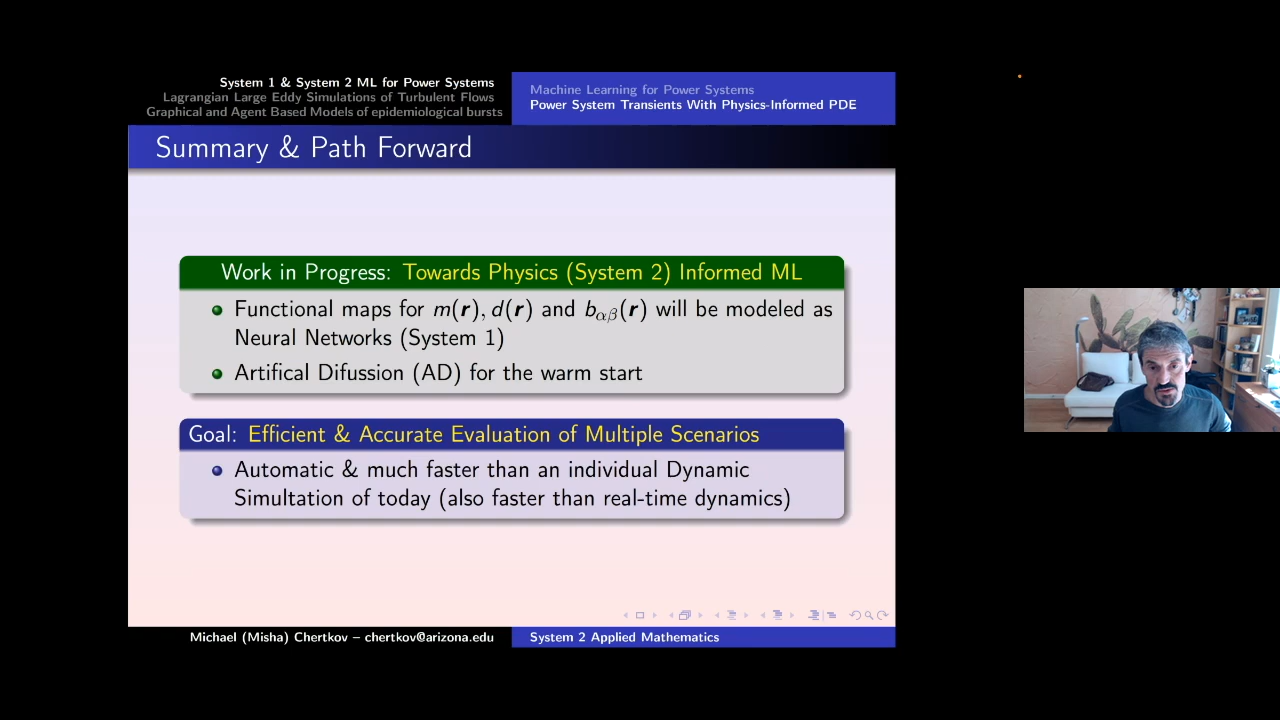 System 1 & System 2 ML for Power Systems
Lagrangian Large Eddy Simulations of Turbulent Flows
Graphical and Agent Based Models of epidemiological bursts
Machine Learning for Power Systems
Power System Transients With Physics-Informed PDE
Summary & Path Forward
Work in Progress: Towards Physics (System 2) Informed ML
Functional maps for m(r), d(r) and bαβ(r) will be modeled as
Neural Networks (System 1)
Artifical Difussion (AD) for the warm start
Goal: Efficient & Accurate Evaluation of Multiple Scenarios
Automatic & much faster than an individual Dynamic
Simultation of today (also faster than real-time dynamics)
Michael (Misha) Chertkov – chertkov@arizona.edu
System 2 Applied Mathematics